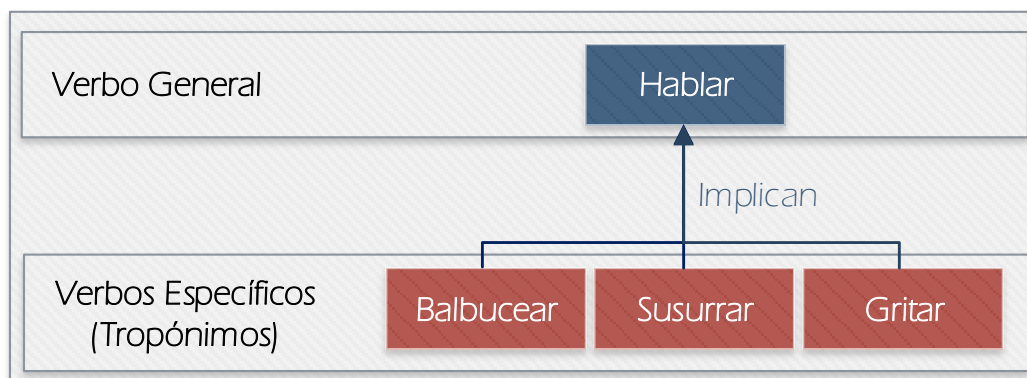 Verbo General
Hablar
Implican
Verbos Específicos
(Tropónimos)
Balbucear
Susurrar
Gritar